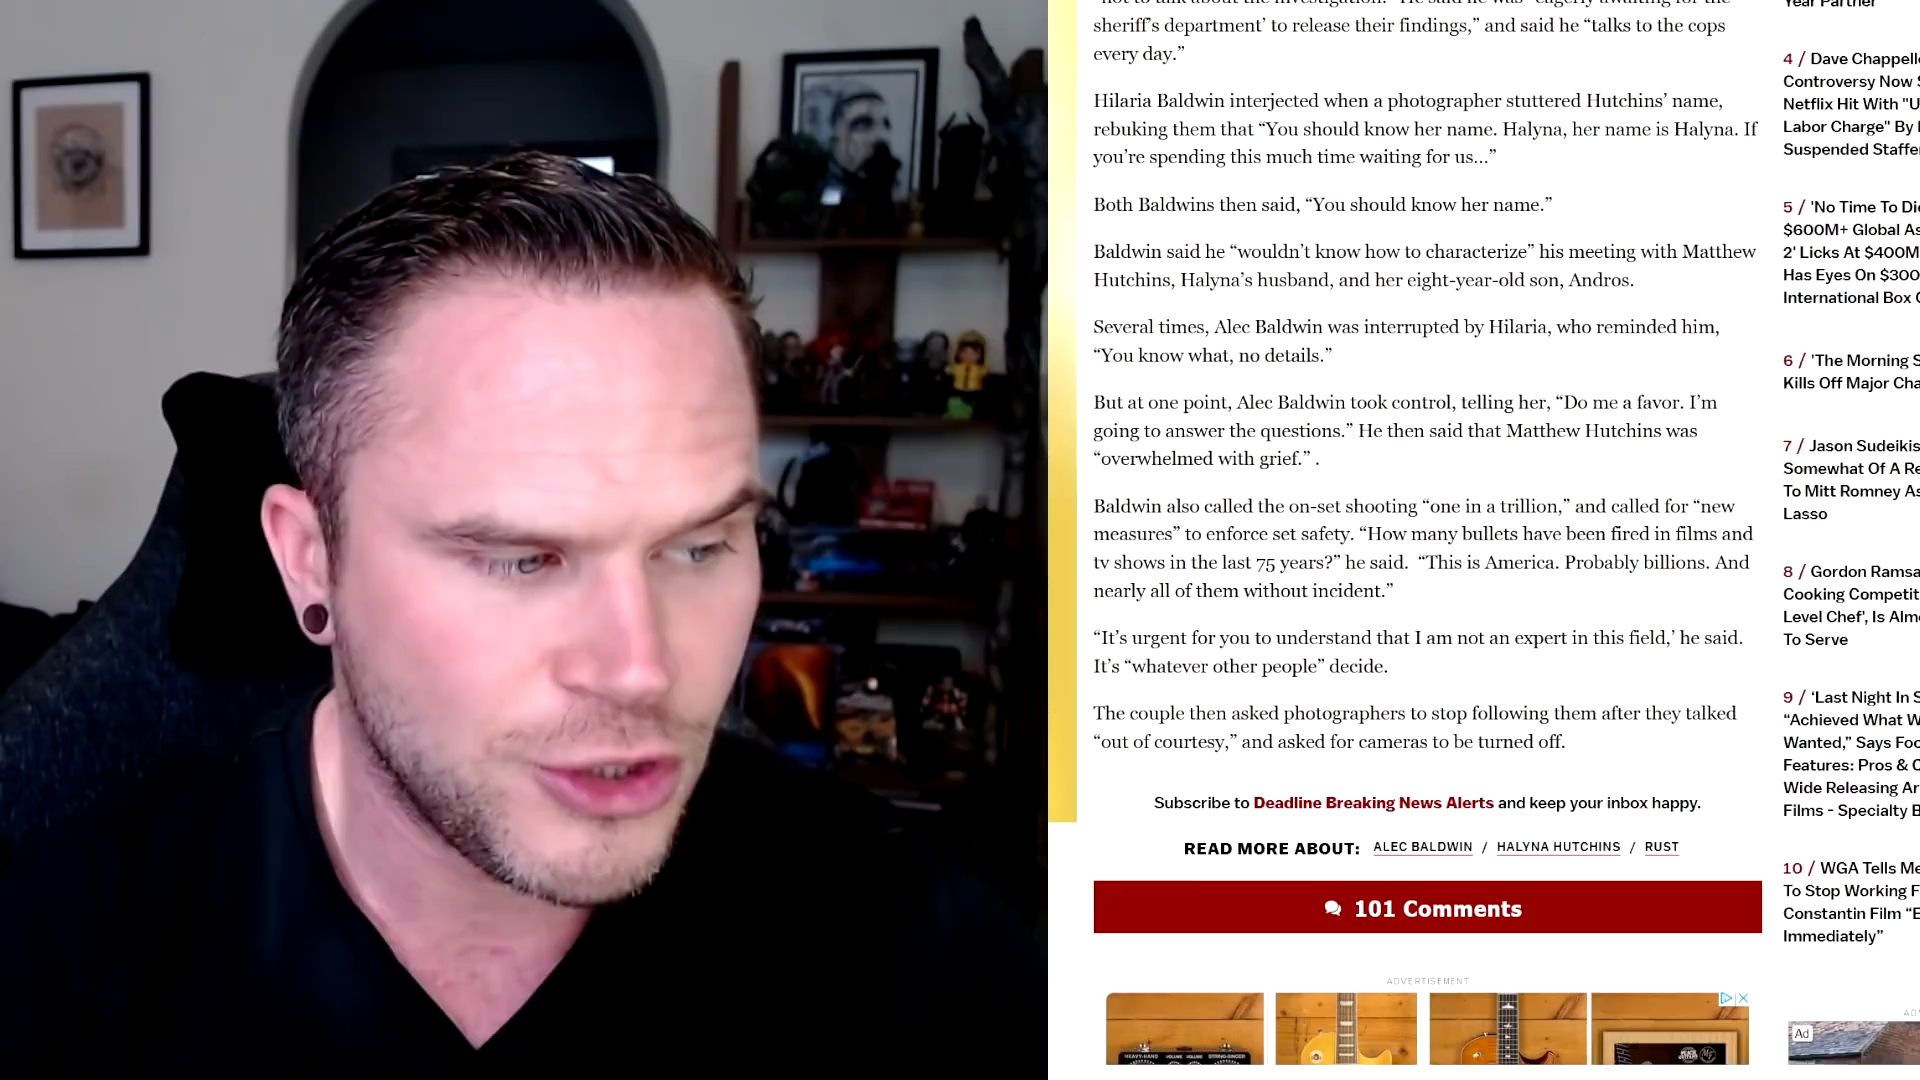 sheriff's department' to release their findings,” and said he “talks to the cops
every day.”
Hilaria Baldwin interjected when a photographer stuttered Hutchins’ name,
rebuking them that “You should know her name. Halyna, her name is Halyna. If
you’re spending this much time waiting for us...”
Both Baldwins then said, “You should know her name.”
Baldwin said he “wouldn’t know how to characterize” his meeting with Matthew
Hutchins, Halyna’s husband, and her eight-year-old son, Andros.
Several times, Alec Baldwin was interrupted by Hilaria, who reminded him,
“You know what, no details.”
But at one point, Alec Baldwin took control, telling her, “Do me a favor. I’m
going to answer the questions.” He then said that Matthew Hutchins was
“overwhelmed with grief.” .
Baldwin also called the on-set shooting “one in a trillion,” and called for “new
measures” to enforce set safety. “How many bullets have been fired in films and
tv shows in the last 75 years?” he said. “This is America. Probably billions. And
nearly all of them without incident.”
“It’s urgent for you to understand that I am not an expert in this field,’ he said.
It’s “whatever other people” decide.
The couple then asked photographers to stop following them after they talked
“out of courtesy,” and asked for cameras to be turned off.
Subscribe to Deadline Breaking News Alerts and keep your inbox happy.
READ MORE ABOUT: ALEC BALDWIN / HALYNA HUTCHINS / RUST
101 Comments
ADVERTISEMENT
Year Partner
4 / Dave Chappell
Controversy Now
Netflix Hit With "U
Labor Charge" By
Suspended Staffe
5 / 'No Time To Di
$600M+ Global As
2' Licks At $400M
Has Eyes On $300
International Box
6 / 'The Morning S
Kills Off Major Cha
7 / Jason Sudeikis
Somewhat Of A Re
To Mitt Romney As
Lasso
8 / Gordon Ramsa
Cooking Competit
Level Chef', Is Alm
To Serve
9 / ‘Last Night In S
“Achieved What W
Wanted,” Says Foc
Features: Pros & C
Wide Releasing Ar
Films - Specialty B
10 / WGA Tells Me
To Stop Working F
Constantin Film “E
Immediately”
Ad